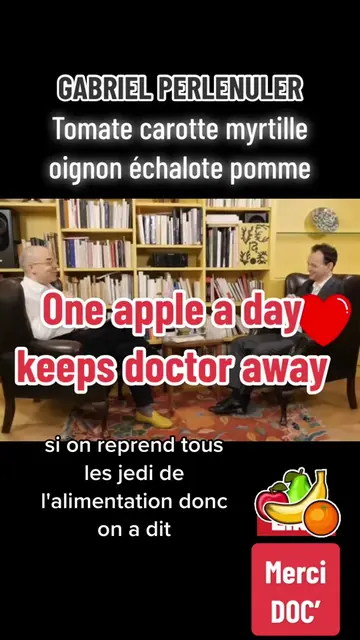 GABRIEL PERLENULER
Tomate carotte myrtille
oignon échalote pomme
One apple a day
keeps doctor away
si on reprend tous
les jedi de
l'alimentation donc
on a dit
Merci
DOC’